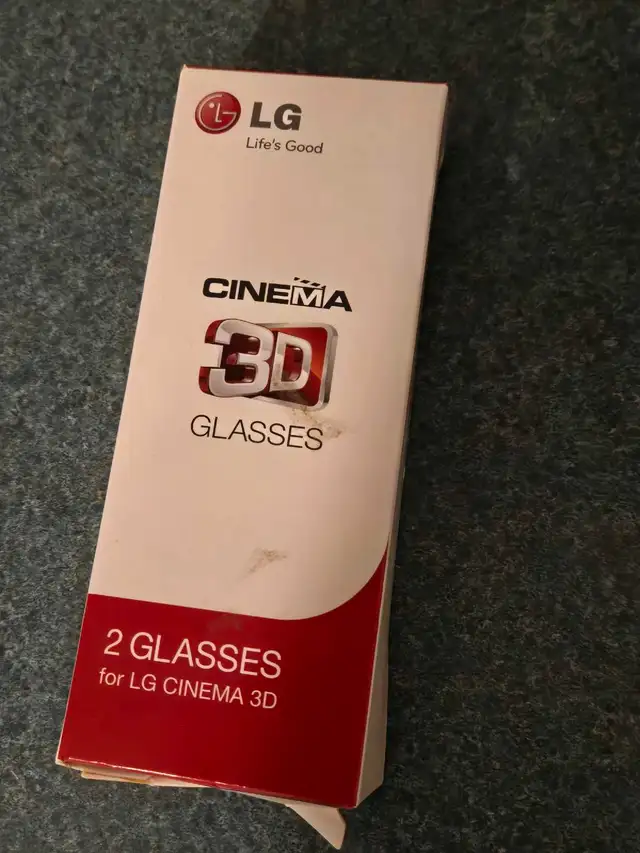 LG
Life's Good
CINEMA
3D
GLASSES
2 GLASSES
for LG CINEMA 3D